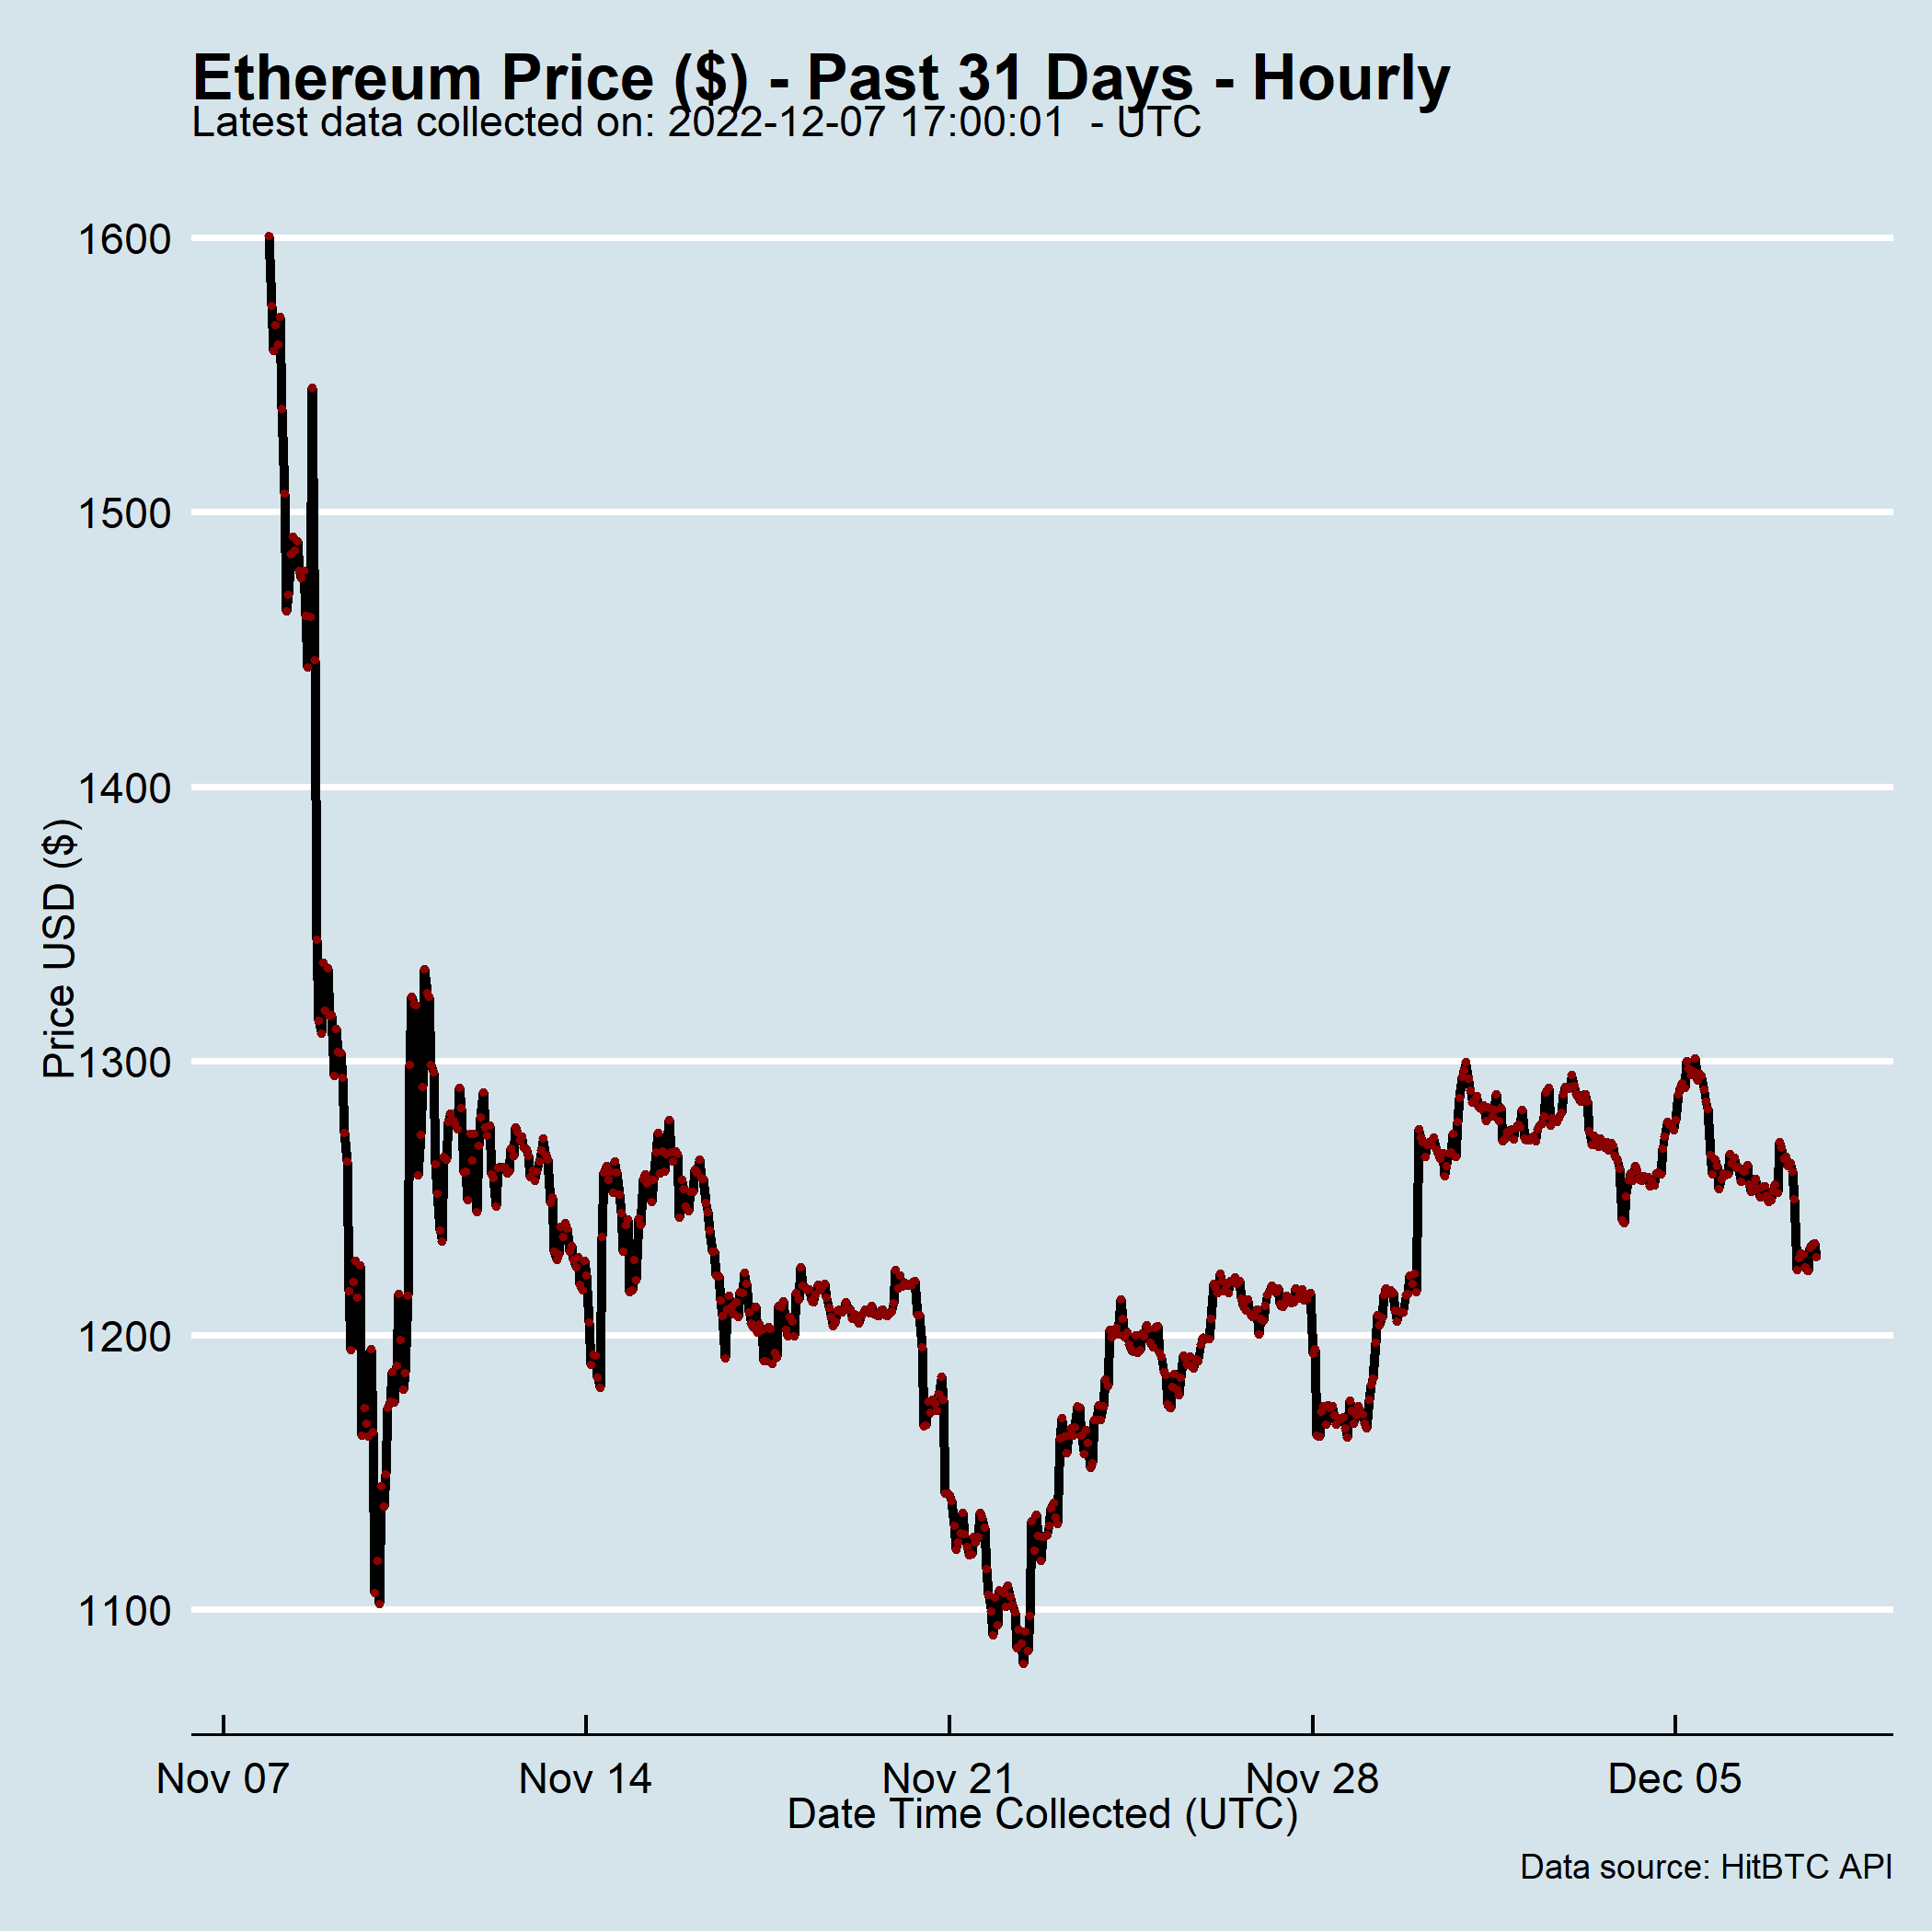 Ethereum Price ($) - Past 31 Days - Hourly
Latest data collected on: 2022-12-07 17:00:01  - UTC
1600
1500
1400
1300
1200
1100
Price USD ($)
Nov 07
Nov 14
Nov 21
Nov 28
Dec 05
Date Time Collected (UTC)
Data source: HitBTC API